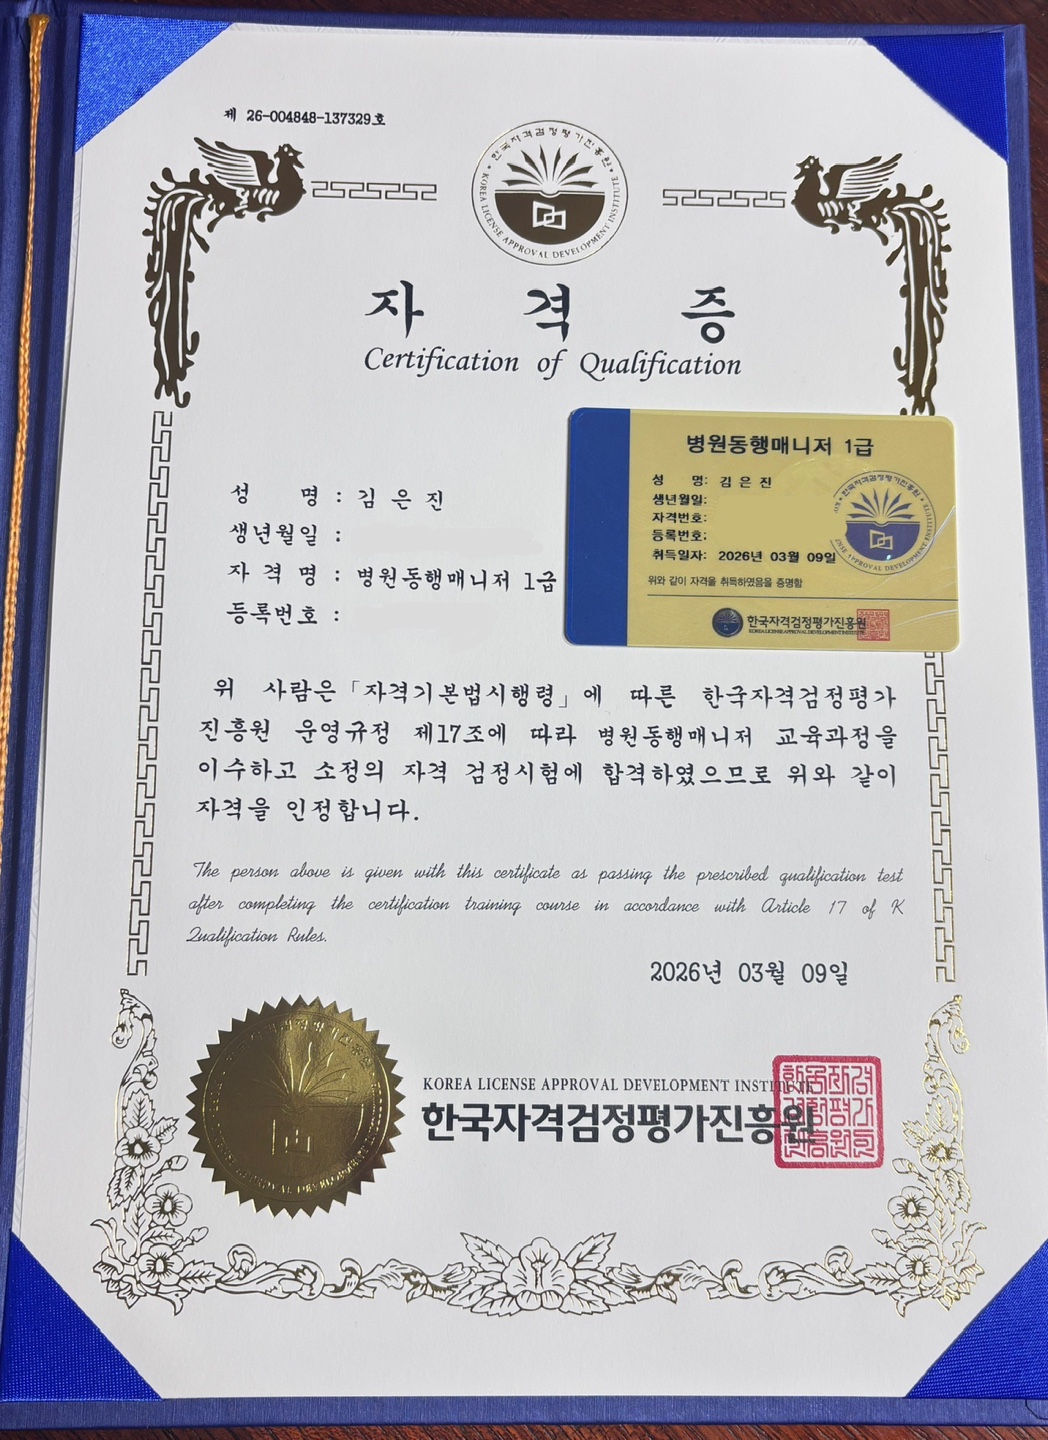 제 26-004848-137329호
한국자격검정평가진흥원
KOREA LICENSE APPROVAL DEVELOPMENT INSTITUTE
자 격 증
Certification of Qualification
성 명 : 김 은 진
생년월일 :
자 격 명 : 병원동행매니저 1급
등록번호 :
병원동행매니저 1급
성 명: 김 은 진
생년월일:
자격번호:
등록번호:
취득일자: 2026년 03월 09일
위와 같이 자격을 취득하였음을 증명함
한국자격검정평가진흥원
KOREA LICENSE APPROVAL DEVELOPMENT INSTITUTE
위 사람은 「자격기본법시행령」에 따른 한국자격검정평가
진흥원 운영규정 제17조에 따라 병원동행매니저 교육과정을
이수하고 소정의 자격 검정시험에 합격하였으므로 위와 같이
자격을 인정합니다.
The person above is given with this certificate as passing the prescribed qualification test
after completing the certification training course in accordance with Article 17 of K
Qualification Rules.
2026년 03월 09일
KOREA LICENSE APPROVAL DEVELOPMENT INSTITUTE
한국자격검정평가진흥원